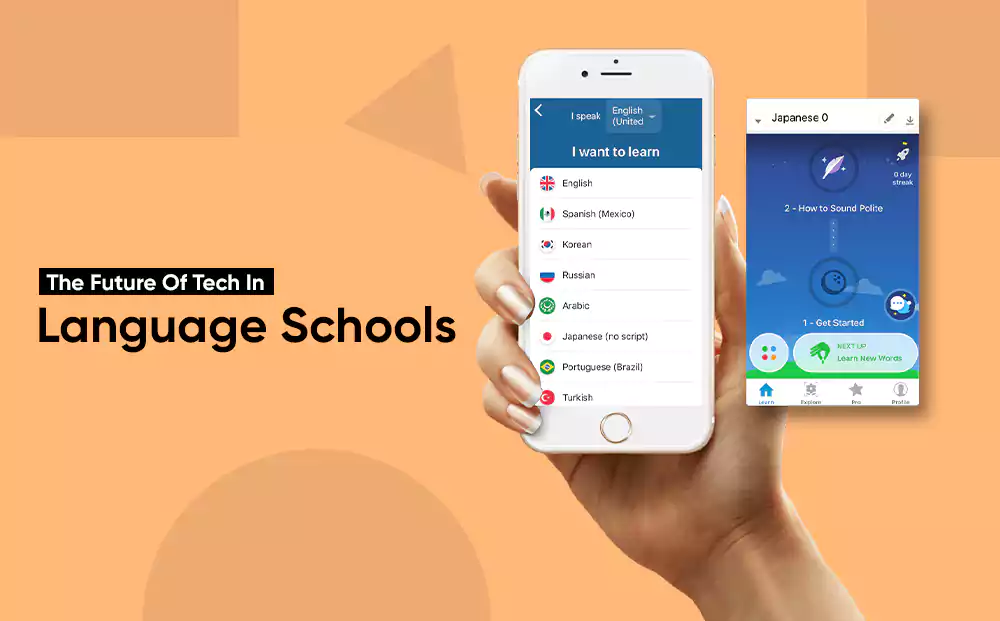 The Future Of Tech In
Language Schools
I speak
English
(United
I want to learn
English
Spanish (Mexico)
Korean
Russian
Arabic
Japanese (no script)
Portuguese (Brazil)
Turkish
Japanese 0
0 day
streak
2 - How to Sound Polite
1 - Get Started
NEXT UP
Learn New Words
Learn
Explore
Pro
Profile